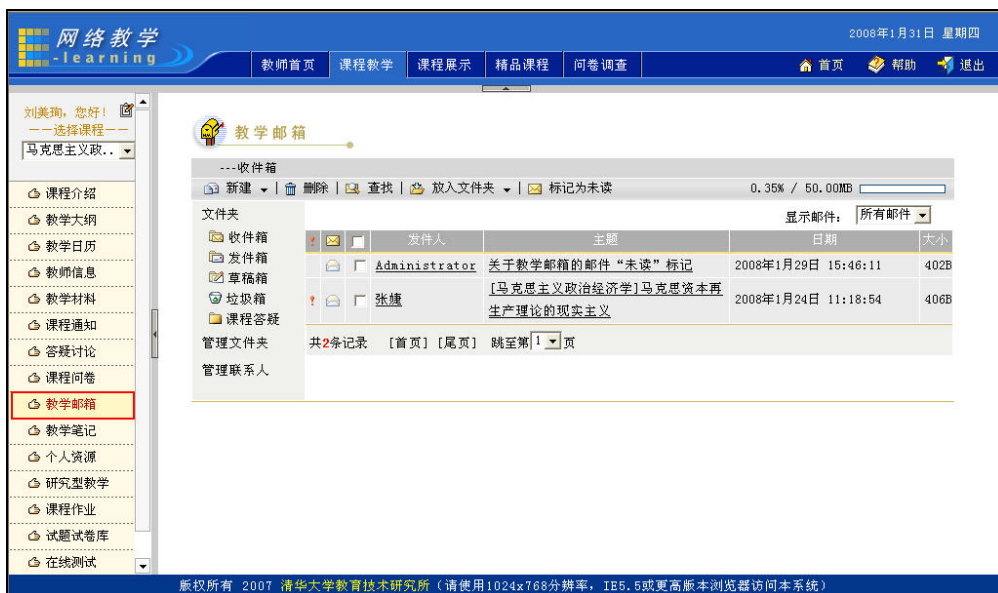 网络教学
-learning
2008年1月31日 星期四
教师首页 课程教学 课程展示 精品课程 问卷调查 首页 帮助 退出
刘美珣，您好！
——选择课程——
马克思主义政..
课程介绍
教学大纲
教学日历
教师信息
教学材料
课程通知
答疑讨论
课程问卷
教学邮箱
教学笔记
个人资源
研究型教学
课程作业
试题试卷库
在线测试
教学邮箱
---收件箱
新建 | 删除 | 查找 | 放入文件夹 | 标记为未读 0.35% / 50.00MB
文件夹
收件箱
发件箱
草稿箱
垃圾箱
课程答疑
管理文件夹
管理联系人
显示邮件： 所有邮件
! 发件人 主题 日期 大小
Administrator 关于教学邮箱的邮件“未读”标记 2008年1月29日 15:46:11 402B
! 张婕 [马克思主义政治经济学]马克思资本再 2008年1月24日 11:18:54 406B
生产理论的现实主义
共2条记录 [首页] [尾页] 跳至第 1 页
版权所有 2007 清华大学教育技术研究所（请使用1024x768分辨率，IE5.5或更高版本浏览器访问本系统）